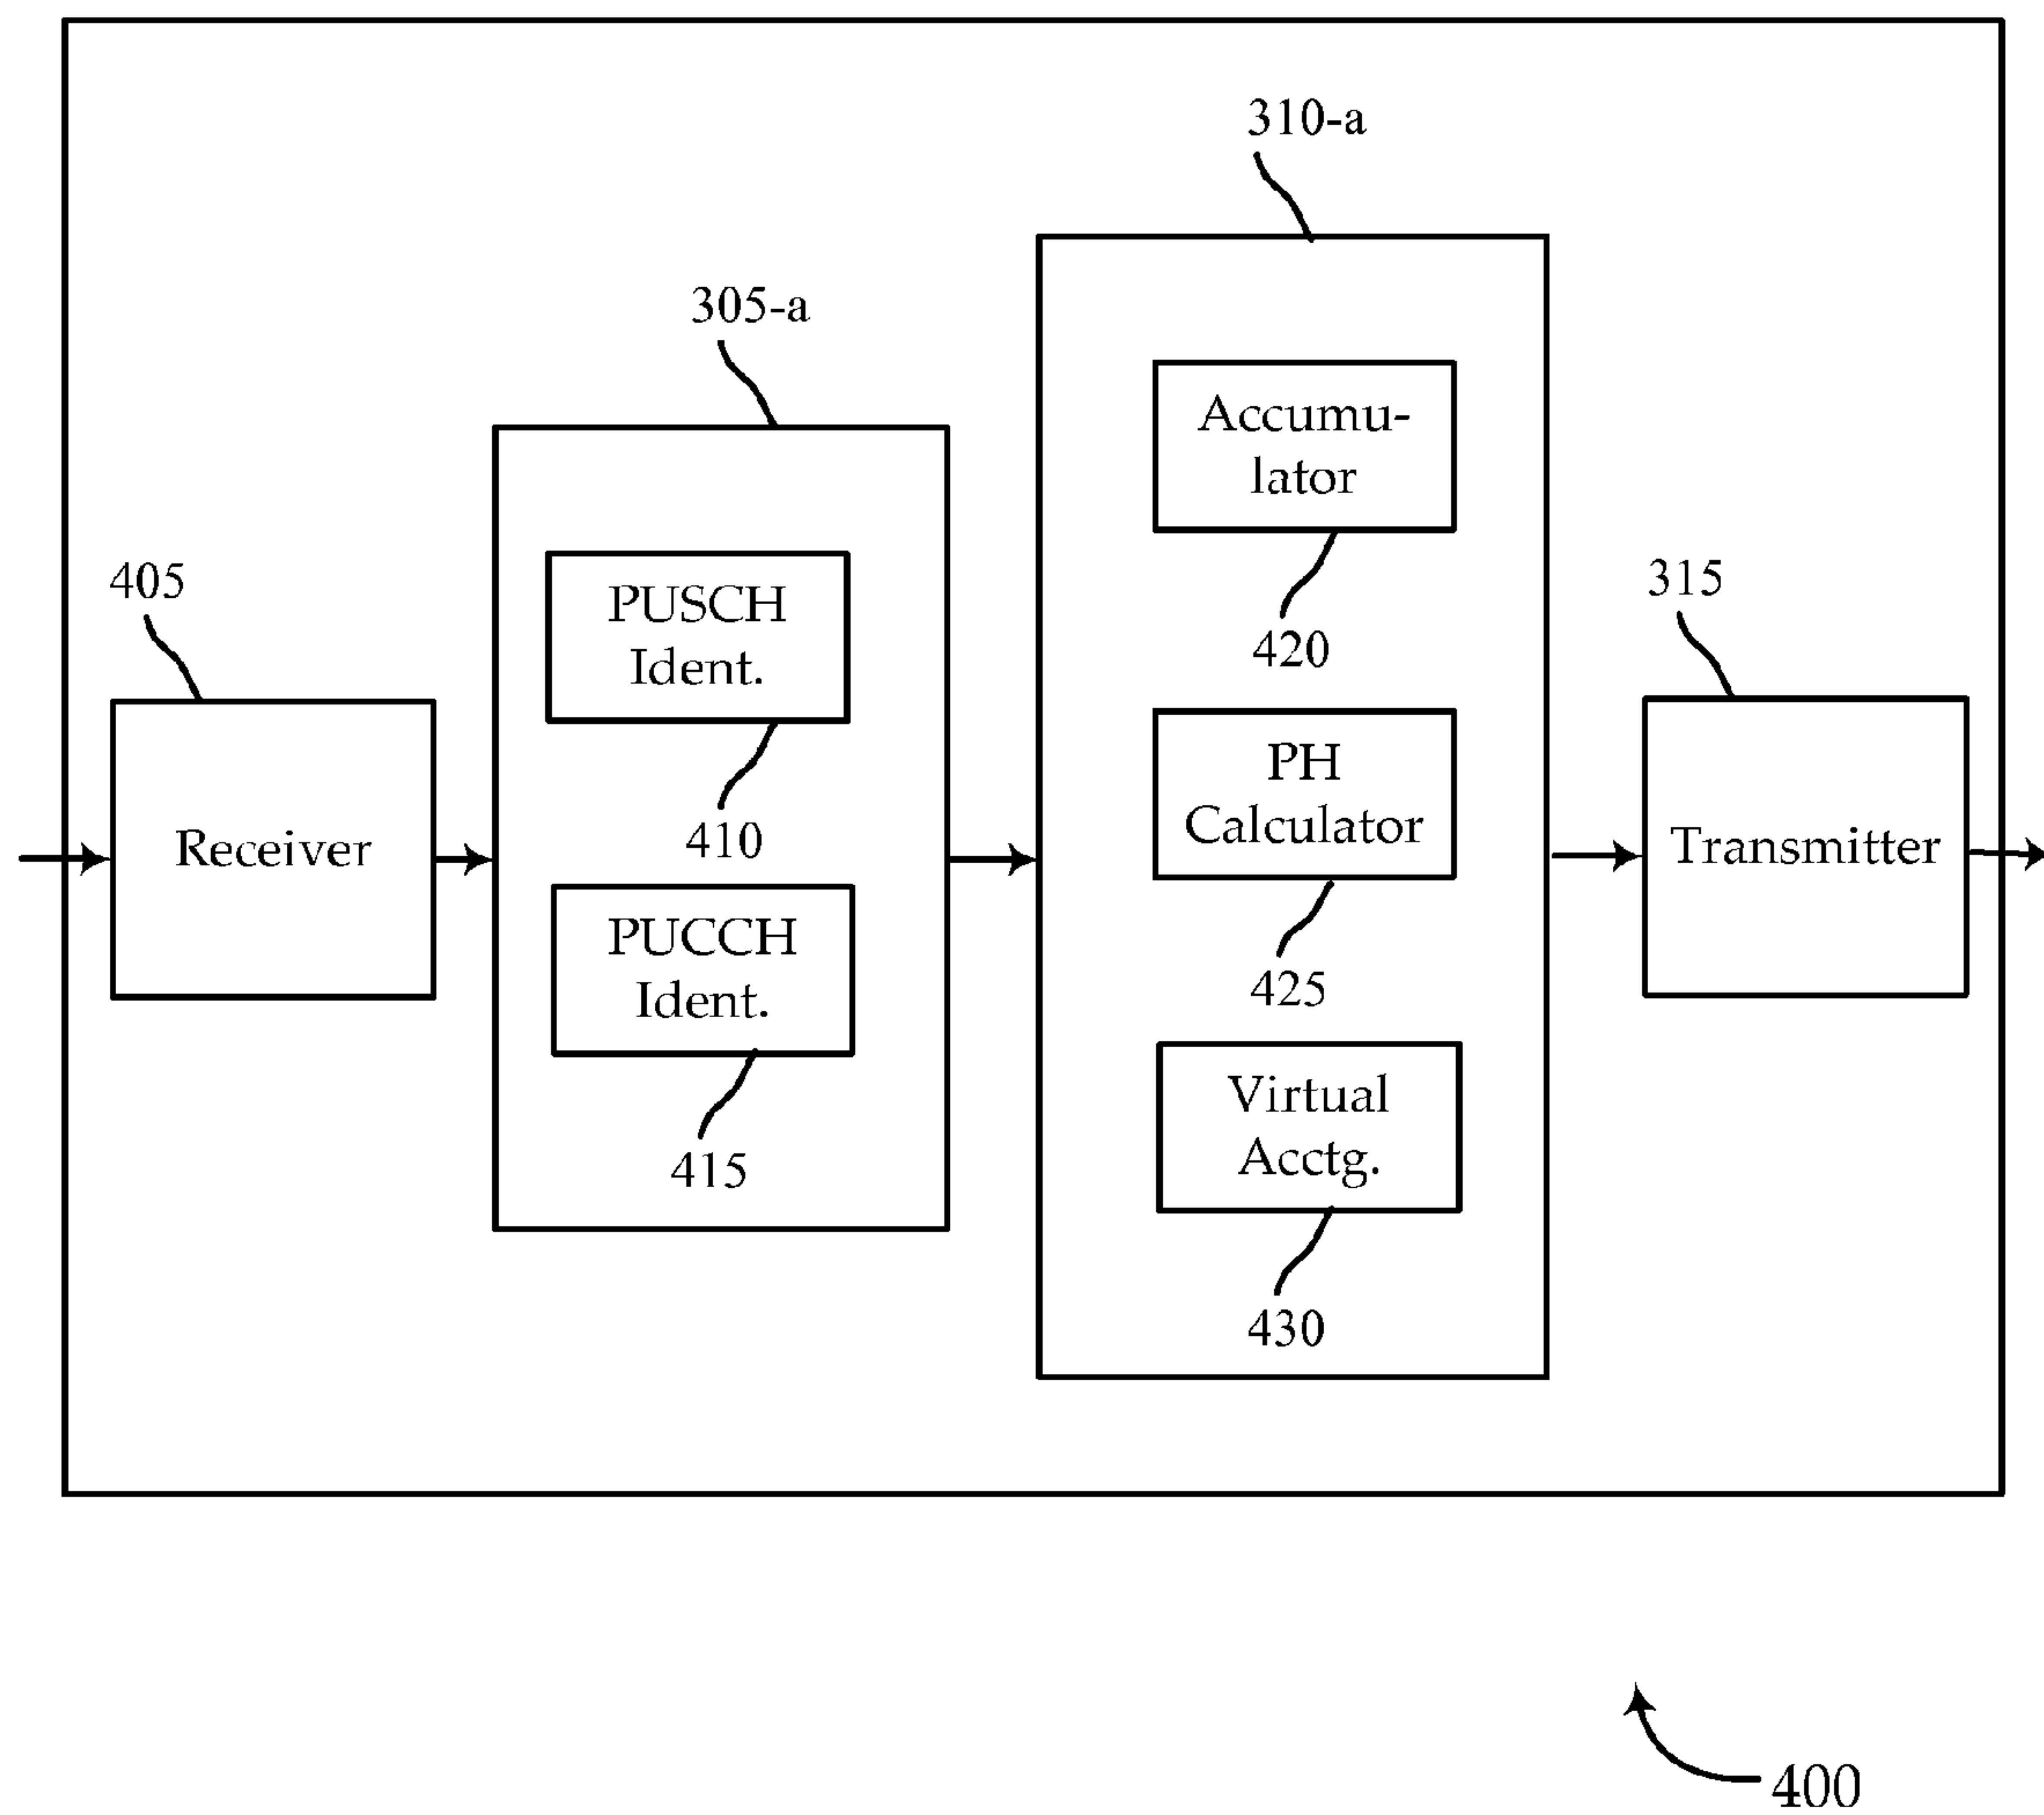 310-a
305-a
Accumu-
lator
405
PUSCH
Ident.
315
420
PH
Calculator
410
Receiver
Transmitter
PUCCH
Ident.
425
Virtual
Acctg.
415
430
400